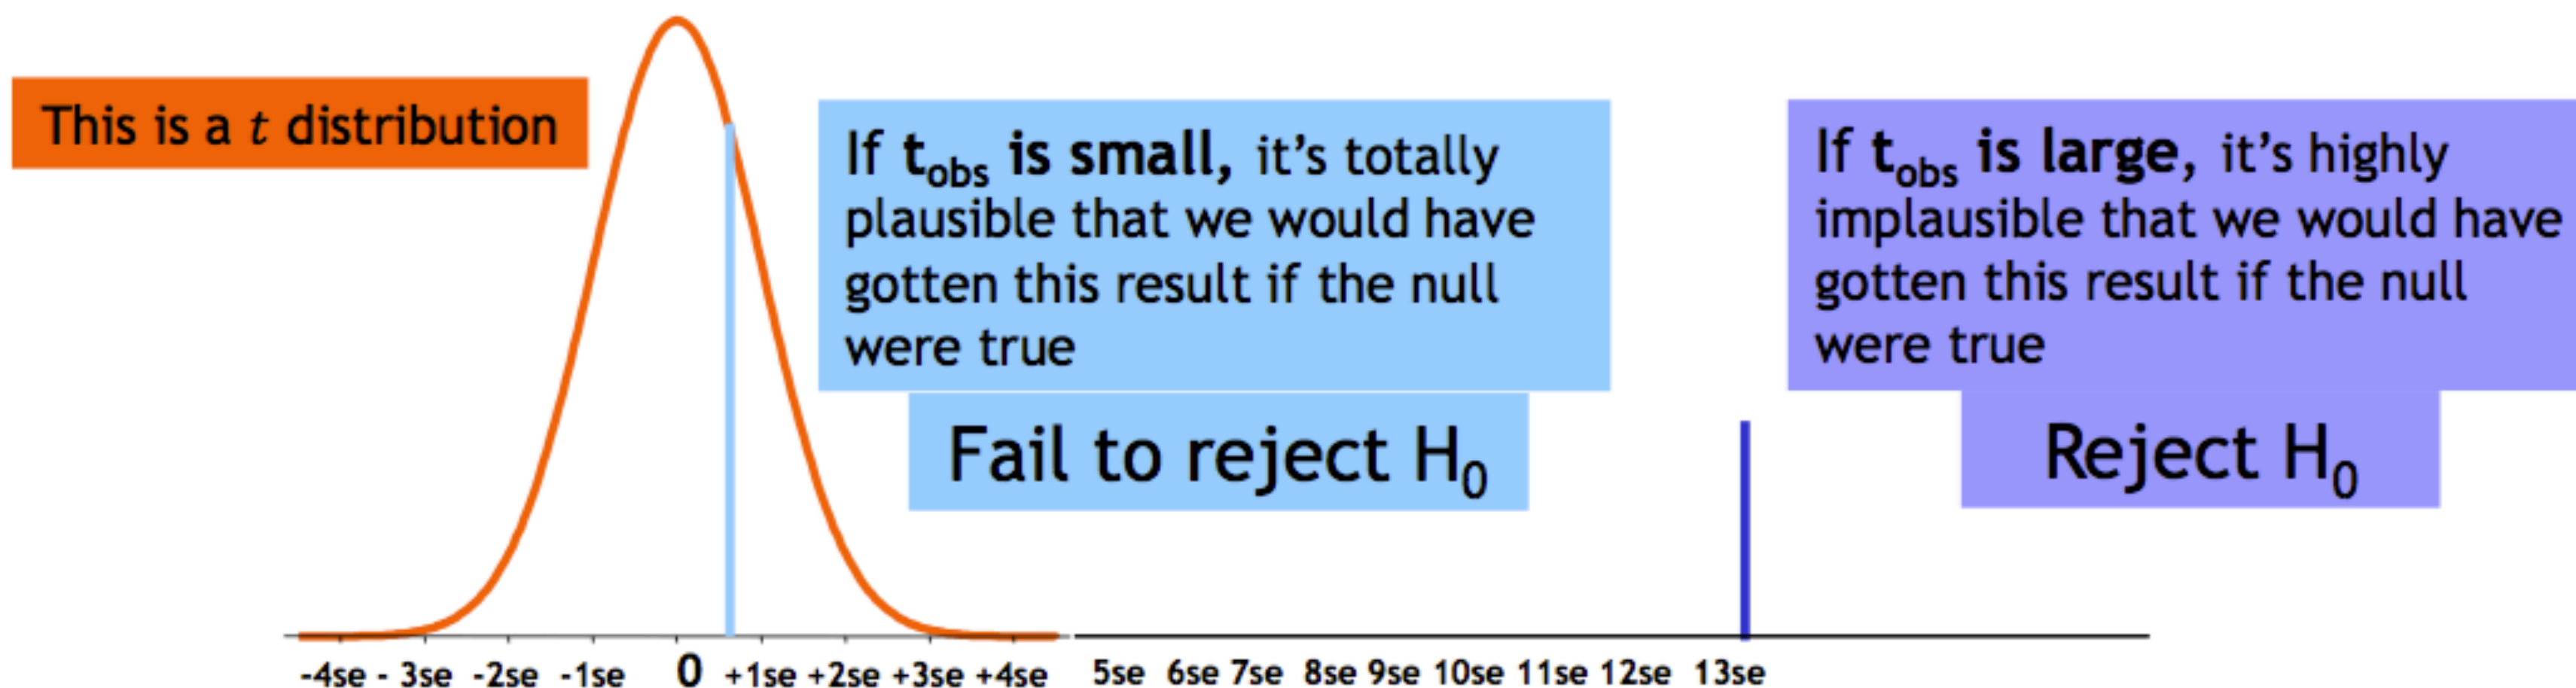 This is a t distribution
If t_obs is small, it's totally
plausible that we would have
gotten this result if the null
were true
Fail to reject H₀
If t_obs is large, it's highly
implausible that we would have
gotten this result if the null
were true
Reject H₀
-4se - 3se -2se -1se 0 +1se +2se +3se +4se 5se 6se 7se 8se 9se 10se 11se 12se 13se